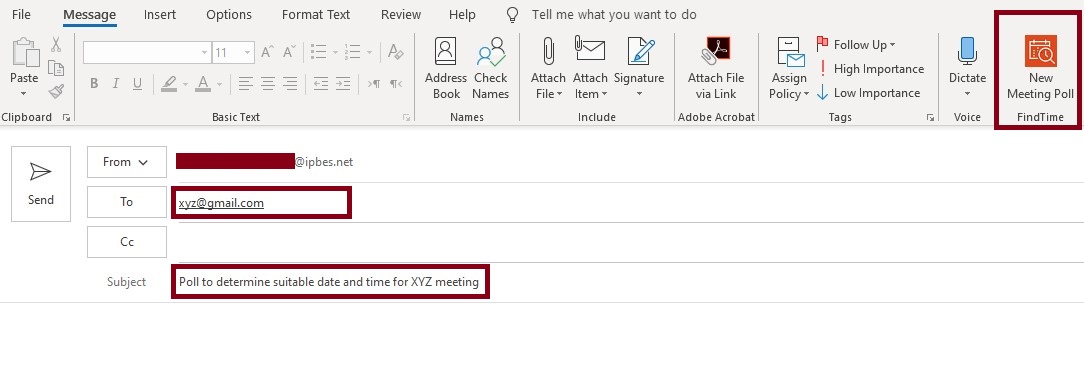 File Message Insert Options Format Text Review Help Tell me what you want to do
11 A A
Paste
B I U A
Clipboard
Basic Text
Address Book
Check Names
Names
Attach File
Attach Item
Signature
Include
Attach File via Link
Adobe Acrobat
Assign Policy
Follow Up
High Importance
Low Importance
Tags
Dictate
Voice
New Meeting Poll
FindTime
Send
From @ipbes.net
To xyz@gmail.com
Cc
Subject Poll to determine suitable date and time for XYZ meeting